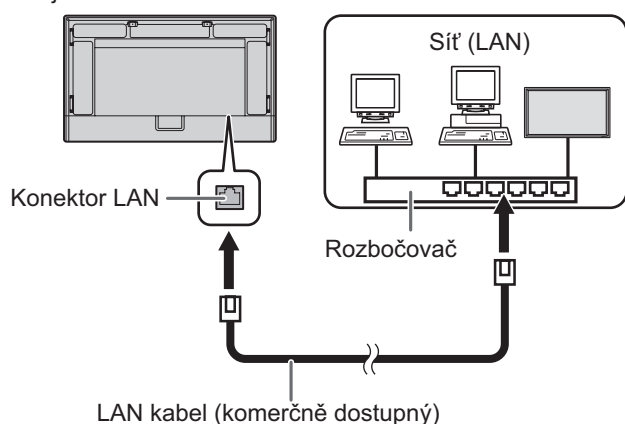 Síť (LAN)
Konektor LAN
Rozbočovač
LAN kabel (komerčně dostupný)